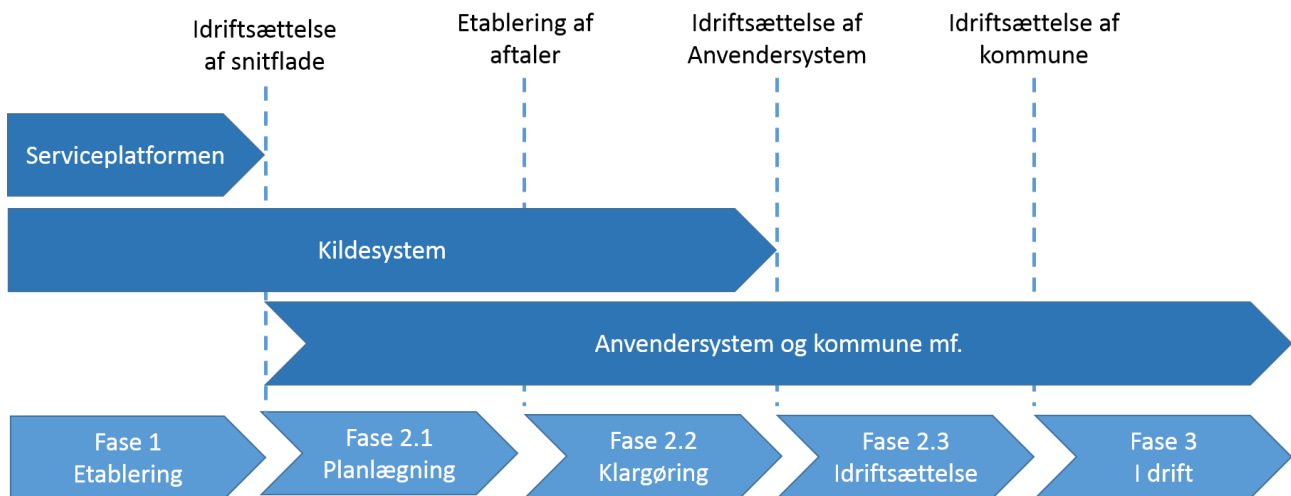 Idriftsættelse
af snitflade
Etablering af
aftaler
Idriftsættelse af
Anvendersystem
Idriftsættelse af
kommune
Serviceplatformen
Kildesystem
Anvendersystem og kommune mf.
Fase 1
Etablering
Fase 2.1
Planlægning
Fase 2.2
Klargøring
Fase 2.3
Idriftsættelse
Fase 3
I drift